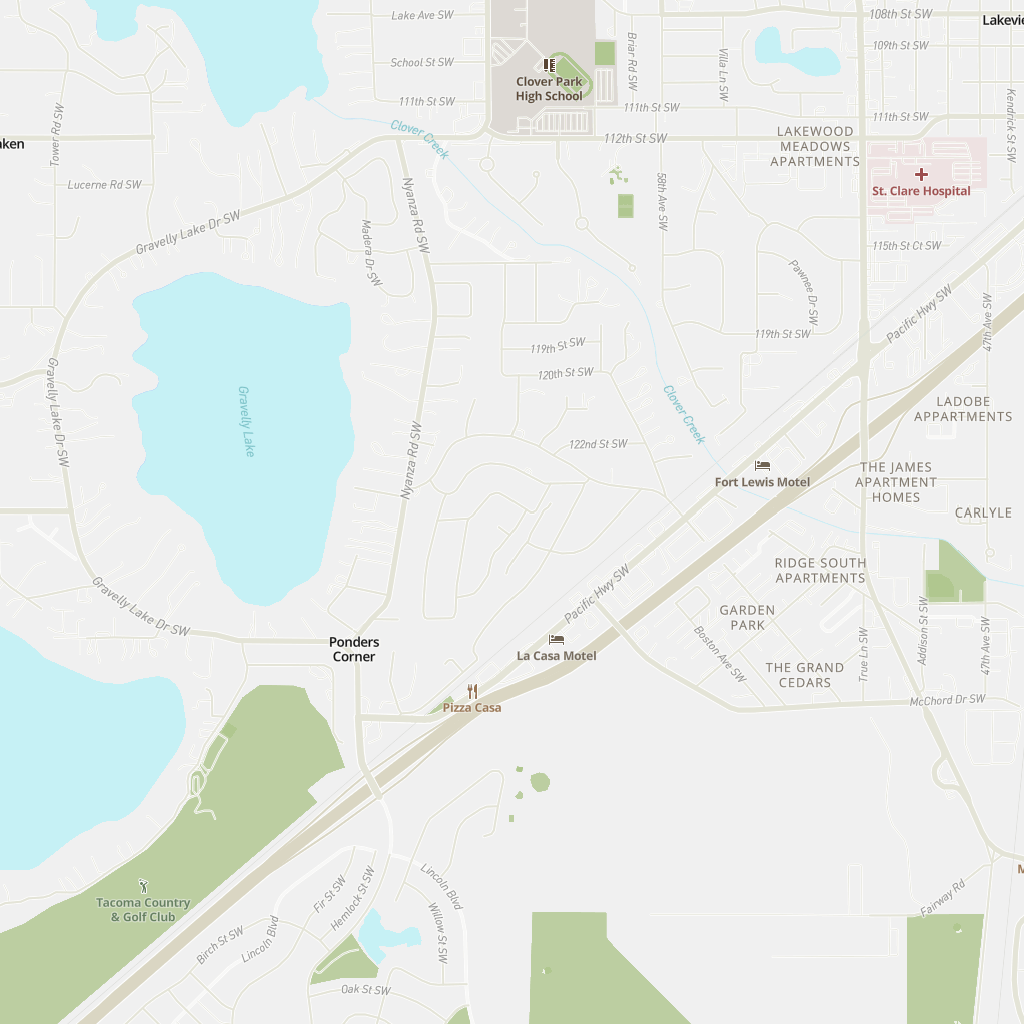 Lake Ave SW
108th St SW
Lakevie
Briar Rd SW
Villa Ln SW
109th St SW
School St SW
Clover Park
High School
Kendrick St SW
111th St SW
111th St SW
111th St SW
Tower Rd SW
Clover Creek
112th St SW
LAKEWOOD
MEADOWS
APARTMENTS
aken
St. Clare Hospital
Lucerne Rd SW
58th Ave SW
Nyanza Rd SW
Gravelly Lake Dr SW
Madera Dr SW
115th St Ct SW
Pawnee Dr SW
Pacific Hwy SW
47th Ave SW
119th St SW
119th St SW
120th St SW
Gravelly Lake Dr SW
Gravelly Lake
Clover Creek
LADOBE
APPARTMENTS
Nyanza Rd SW
122nd St SW
Fort Lewis Motel
THE JAMES
APARTMENT
HOMES
CARLYLE
RIDGE SOUTH
APARTMENTS
Gravelly Lake Dr SW
Pacific Hwy SW
GARDEN
PARK
Boston Ave SW
True Ln SW
Addison St SW
47th Ave SW
Ponders
Corner
La Casa Motel
THE GRAND
CEDARS
McChord Dr SW
Pizza Casa
Tacoma Country
& Golf Club
Fir St SW
Hemlock St SW
Lincoln Blvd
Willow St SW
Birch St SW
Lincoln Blvd
Oak St SW
Fairway Rd
M